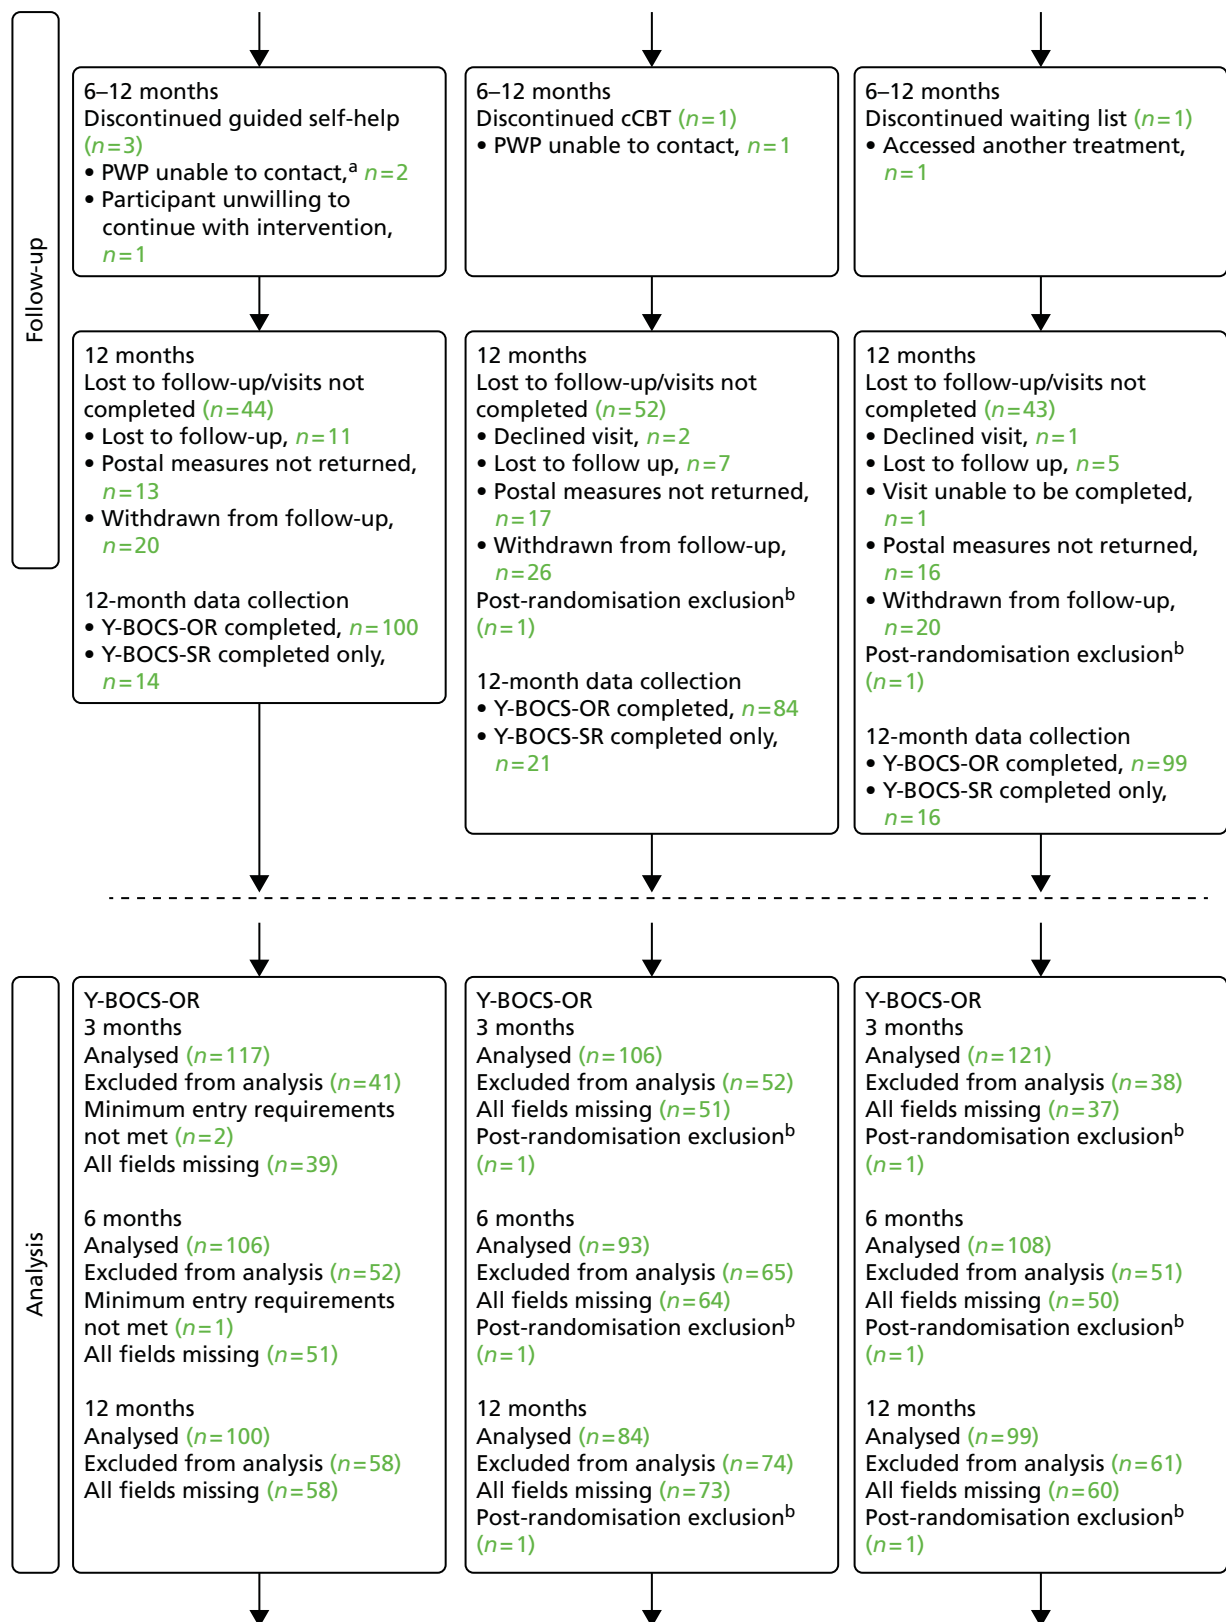 Follow-up
6–12 months
Discontinued guided self-help
(n=3)
• PWP unable to contact,a n=2
• Participant unwilling to
continue with intervention,
n=1
6–12 months
Discontinued cCBT (n=1)
• PWP unable to contact, n=1
6–12 months
Discontinued waiting list (n=1)
• Accessed another treatment,
n=1
12 months
Lost to follow-up/visits not
completed (n=44)
• Lost to follow-up, n=11
• Postal measures not returned,
n=13
• Withdrawn from follow-up,
n=20
12-month data collection
• Y-BOCS-OR completed, n=100
• Y-BOCS-SR completed only,
n=14
12 months
Lost to follow-up/visits not
completed (n=52)
• Declined visit, n=2
• Lost to follow up, n=7
• Postal measures not returned,
n=17
• Withdrawn from follow-up,
n=26
Post-randomisation exclusionb
(n=1)
12-month data collection
• Y-BOCS-OR completed, n=84
• Y-BOCS-SR completed only,
n=21
12 months
Lost to follow-up/visits not
completed (n=43)
• Declined visit, n=1
• Lost to follow up, n=5
• Visit unable to be completed,
n=1
• Postal measures not returned,
n=16
• Withdrawn from follow-up,
n=20
Post-randomisation exclusionb
(n=1)
12-month data collection
• Y-BOCS-OR completed, n=99
• Y-BOCS-SR completed only,
n=16
Analysis
Y-BOCS-OR
3 months
Analysed (n=117)
Excluded from analysis (n=41)
Minimum entry requirements
not met (n=2)
All fields missing (n=39)
6 months
Analysed (n=106)
Excluded from analysis (n=52)
Minimum entry requirements
not met (n=1)
All fields missing (n=51)
12 months
Analysed (n=100)
Excluded from analysis (n=58)
All fields missing (n=58)
Y-BOCS-OR
3 months
Analysed (n=106)
Excluded from analysis (n=52)
All fields missing (n=51)
Post-randomisation exclusionb
(n=1)
6 months
Analysed (n=93)
Excluded from analysis (n=65)
All fields missing (n=64)
Post-randomisation exclusionb
(n=1)
12 months
Analysed (n=84)
Excluded from analysis (n=74)
All fields missing (n=73)
Post-randomisation exclusionb
(n=1)
Y-BOCS-OR
3 months
Analysed (n=121)
Excluded from analysis (n=38)
All fields missing (n=37)
Post-randomisation exclusionb
(n=1)
6 months
Analysed (n=108)
Excluded from analysis (n=51)
All fields missing (n=50)
Post-randomisation exclusionb
(n=1)
12 months
Analysed (n=99)
Excluded from analysis (n=61)
All fields missing (n=60)
Post-randomisation exclusionb
(n=1)